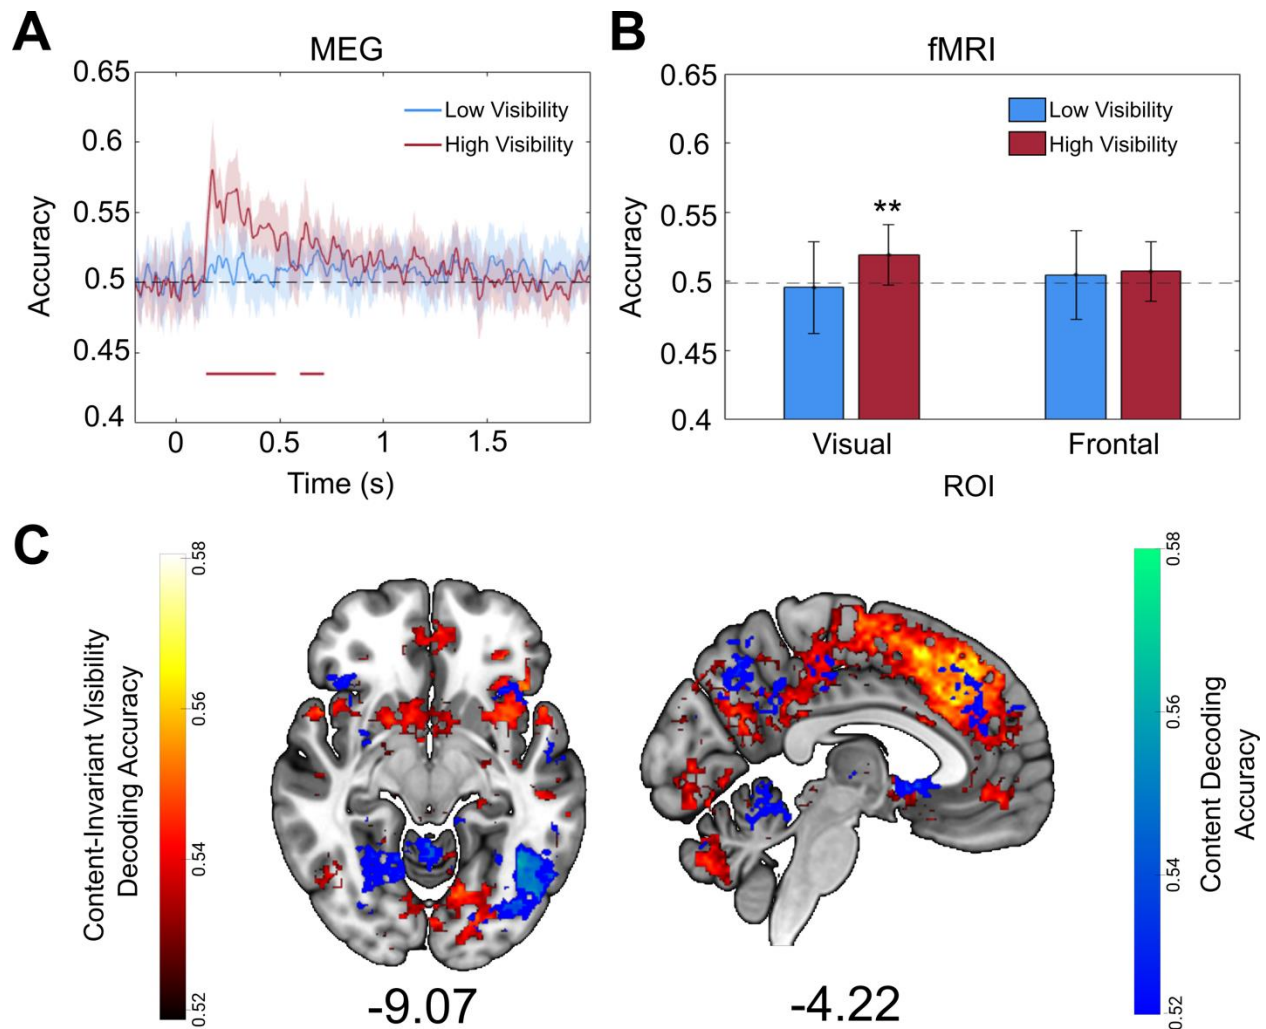 A
MEG
0.65
0.6
0.55
0.5
0.45
0.4
Accuracy
Low Visibility
High Visibility
0
0.5
1
1.5
Time (s)
B
fMRI
0.65
0.6
0.55
0.5
0.45
0.4
Accuracy
Low Visibility
High Visibility
**
Visual
Frontal
ROI
C
Content-Invariant Visibility
Decoding Accuracy
0.58
0.56
0.54
0.52
-9.07
-4.22
0.58
0.56
0.54
0.52
Content Decoding
Accuracy